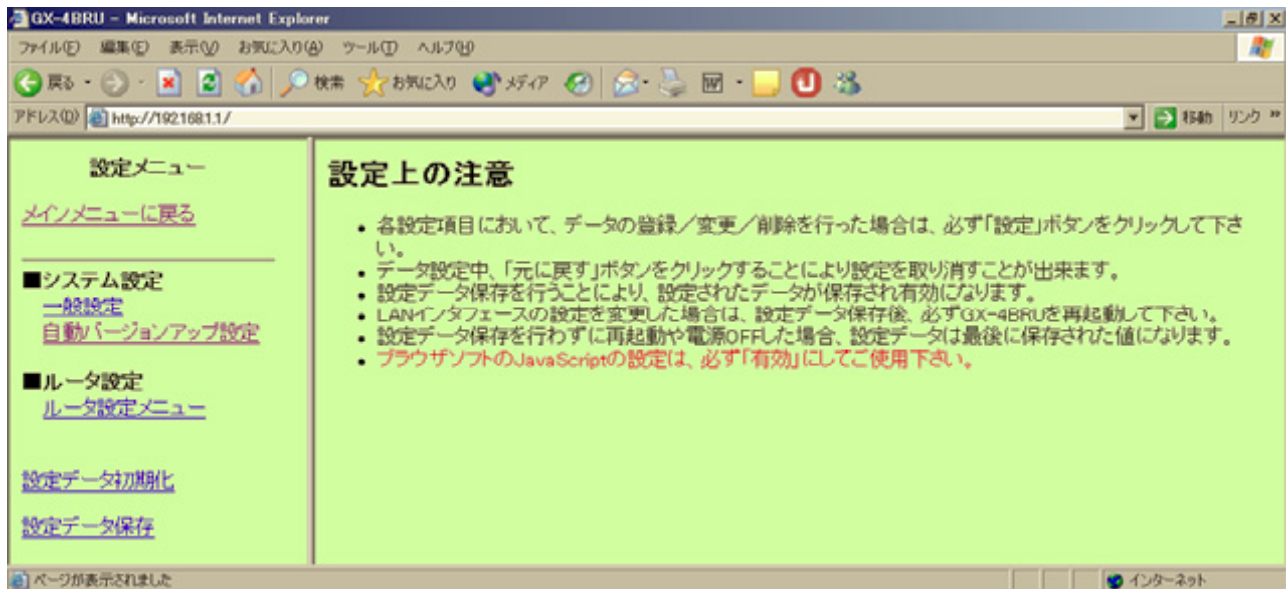 GX-4BRU - Microsoft Internet Explorer
ファイル(F) 編集(E) 表示(V) お気に入り(A) ツール(T) ヘルプ(H)
戻る 検索 お気に入り メディア
アドレス(D) http://192.168.1.1/ 移動 リンク »
設定メニュー
メインメニューに戻る
■システム設定
一般設定
自動バージョンアップ設定
■ルータ設定
ルータ設定メニュー
設定データ初期化
設定データ保存
設定上の注意
• 各設定項目において、データの登録／変更／削除を行った場合は、必ず「設定」ボタンをクリックして下さ
い。
• データ設定中、「元に戻す」ボタンをクリックすることにより設定を取り消すことが出来ます。
• 設定データ保存を行うことにより、設定されたデータが保存され有効になります。
• LANインタフェースの設定を変更した場合は、設定データ保存後、必ずGX-4BRUを再起動して下さい。
• 設定データ保存を行わずに再起動や電源OFFした場合、設定データは最後に保存された値になります。
• ブラウザソフトのJavaScriptの設定は、必ず「有効」にしてご使用下さい。
ページが表示されました インターネット